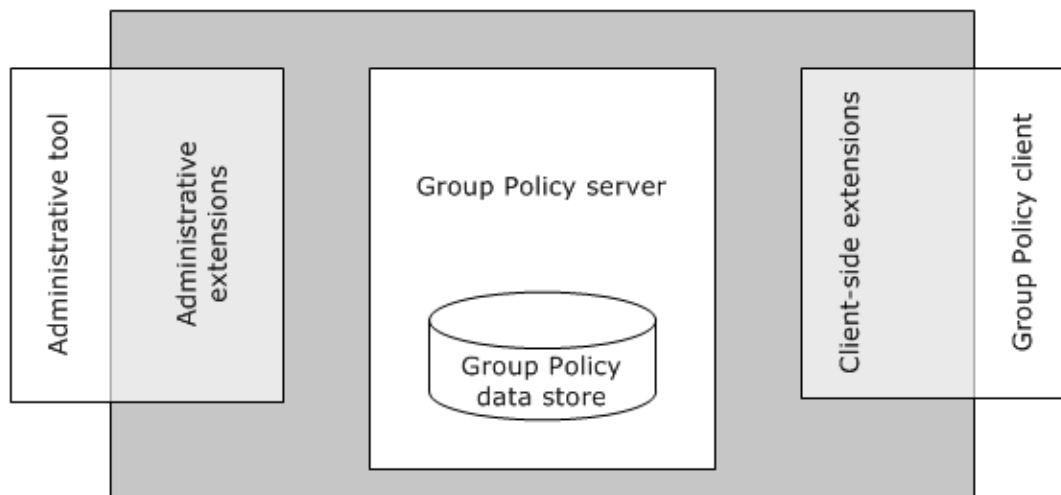 Administrative tool
Administrative
extensions
Group Policy server
Group Policy
data store
Client-side extensions
Group Policy client